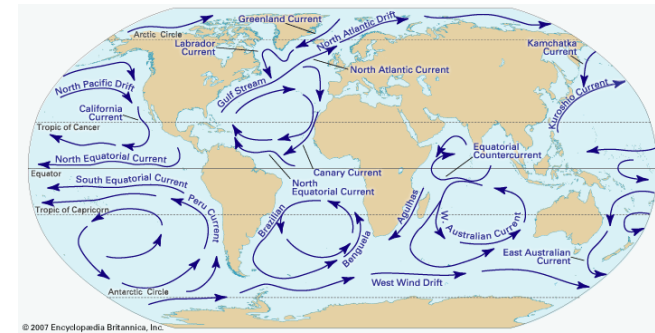 Greenland Current
North Atlantic Drift
Arctic Circle
Labrador
Current
Kamchatka
Current
North Atlantic Current
North Pacific Drift
Gulf Stream
Kuroshio Current
California
Current
Tropic of Cancer
Equatorial
Countercurrent
North Equatorial Current
Equator
Canary Current
South Equatorial Current
North
Equatorial Current
Tropic of Capricorn
Peru Current
Brazilian
Benguela
Agulhas
W. Australian Current
East Australian
Current
West Wind Drift
Antarctic Circle
© 2007 Encyclopædia Britannica, Inc.